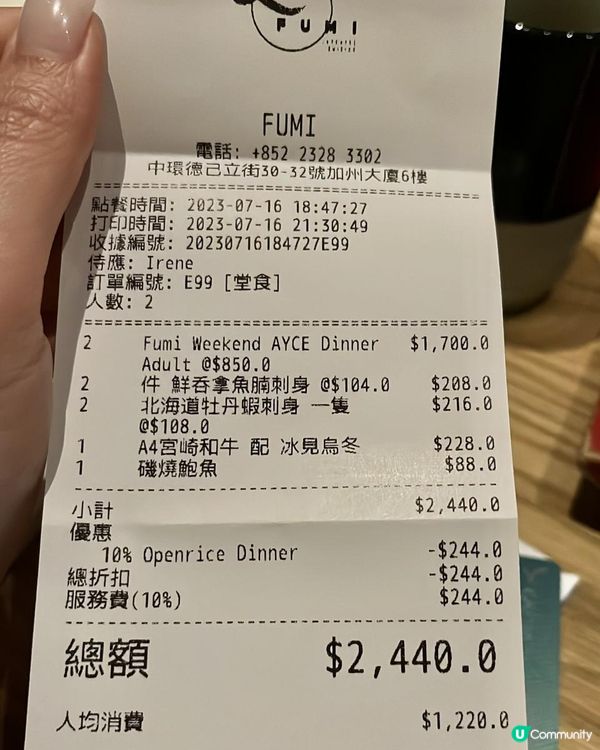 FUMI
FUMI
電話: +852 2328 3302
中環德己立街30-32號加州大廈6樓
點餐時間: 2023-07-16 18:47:27
打印時間: 2023-07-16 21:30:49
收據編號: 20230716184727E99
侍應: Irene
訂單編號: E99 [堂食]
人數: 2
2 Fumi Weekend AYCE Dinner $1,700.0
Adult @$850.0
2 件 鮮吞拿魚腩刺身 @$104.0 $208.0
2 北海道牡丹蝦刺身 一隻 $216.0
@$108.0
1 A4宮崎和牛 配 冰見烏冬 $228.0
1 磯燒鮑魚 $88.0
小計 $2,440.0
優惠
10% Openrice Dinner -$244.0
總折扣 -$244.0
服務費(10%) $244.0
總額 $2,440.0
人均消費 $1,220.0
U Community